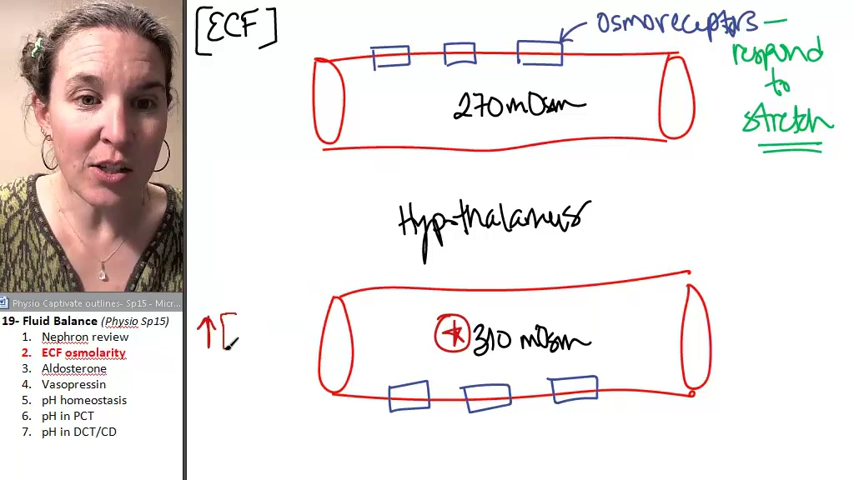 [ECF]
osmoreceptors –
respond
to
stretch
270 mOsm
Hypothalamus
↑[
310 mOsm
Physio Captivate outlines- Sp15 - Micr...
19- Fluid Balance (Physio Sp15)
1. Nephron review
2. ECF osmolarity
3. Aldosterone
4. Vasopressin
5. pH homeostasis
6. pH in PCT
7. pH in DCT/CD